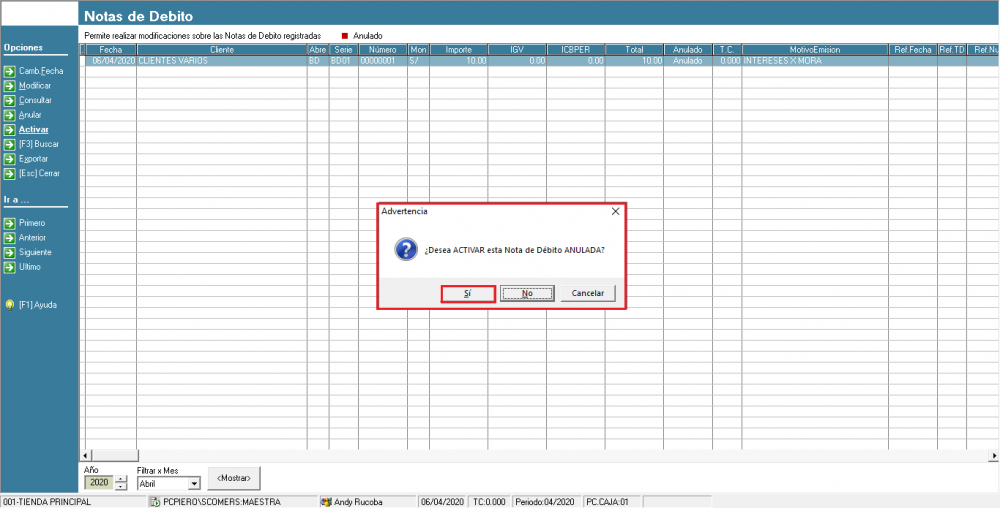 Notas de Debito
Permite realizar modificaciones sobre las Notas de Debito registradas Anulado
Opciones
Camb.Fecha
Modificar
Consultar
Anular
Activar
[F3] Buscar
Exportar
[Esc] Cerrar
Ir a ...
Primero
Anterior
Siguiente
Ultimo
[F1] Ayuda
Fecha Cliente Abre Serie Número Mon Importe IGV ICBPER Total Anulado T.C. MotivoEmision Ref.Fecha Ref.TD Ref.Nu
06/04/2020 CLIENTES VARIOS BD BD01 00000001 S/ 10.00 0.00 0.00 10.00 Anulado 0.000 INTERESES X MORA
Advertencia
¿Desea ACTIVAR esta Nota de Débito ANULADA?
Sí No Cancelar
Año Filtrar x Mes
2020 Abril <Mostrar>
001-TIENDA PRINCIPAL PCPIERO\SCOMERS:MAESTRA Andy Rucoba 06/04/2020 TC:0.000 Periodo:04/2020 PC.CAJA:01